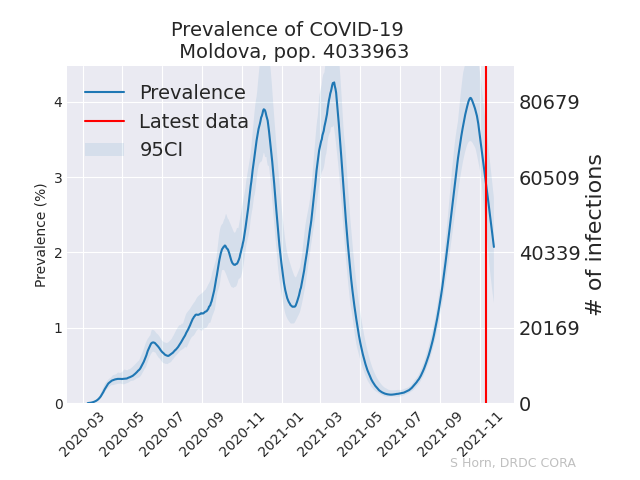 Prevalence of COVID-19
Moldova, pop. 4033963
Prevalence
Latest data
95CI
Prevalence (%)
4
3
2
1
0
80679
60509
40339
20169
0
# of infections
2020-03
2020-05
2020-07
2020-09
2020-11
2021-01
2021-03
2021-05
2021-07
2021-09
2021-11
S Horn, DRDC CORA